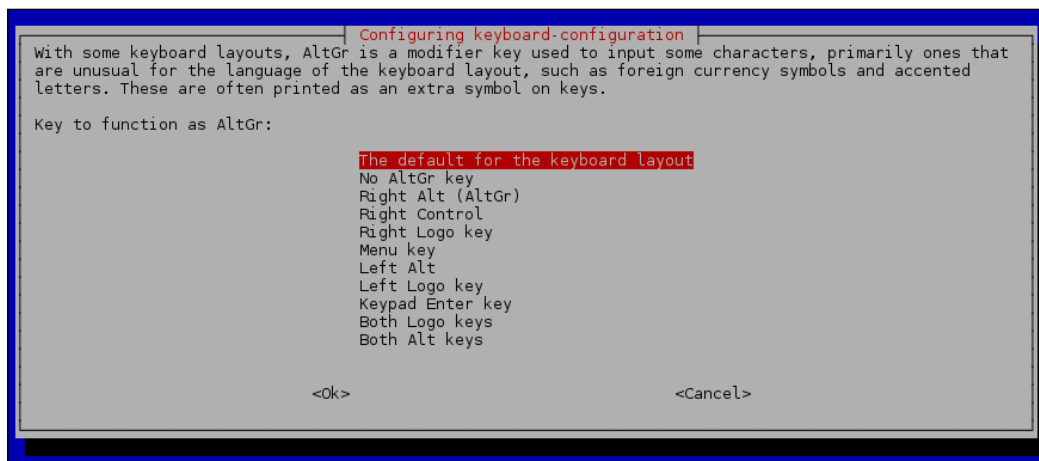 Configuring keyboard-configuration
With some keyboard layouts, AltGr is a modifier key used to input some characters, primarily ones that
are unusual for the language of the keyboard layout, such as foreign currency symbols and accented
letters. These are often printed as an extra symbol on keys.
Key to function as AltGr:
The default for the keyboard layout
No AltGr key
Right Alt (AltGr)
Right Control
Right Logo key
Menu key
Left Alt
Left Logo key
Keypad Enter key
Both Logo keys
Both Alt keys
<Ok> <Cancel>